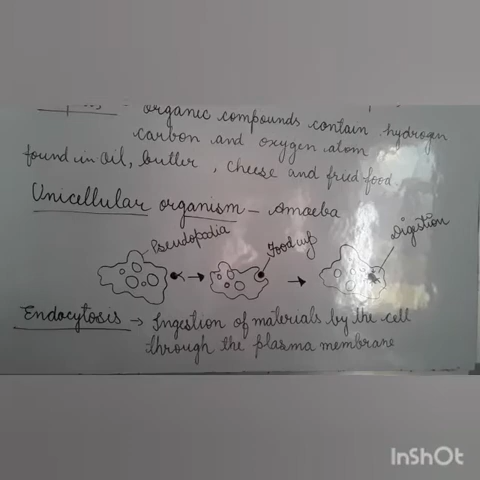 = organic compounds contain hydrogen
carbon and oxygen atom
found in oil, butter, cheese and fried food.
Unicellular organism - Amaeba
Pseudopodia
Food cup
Digestion
Endocytosis → Ingestion of materials by the cell
through the plasma membrane
InShOt